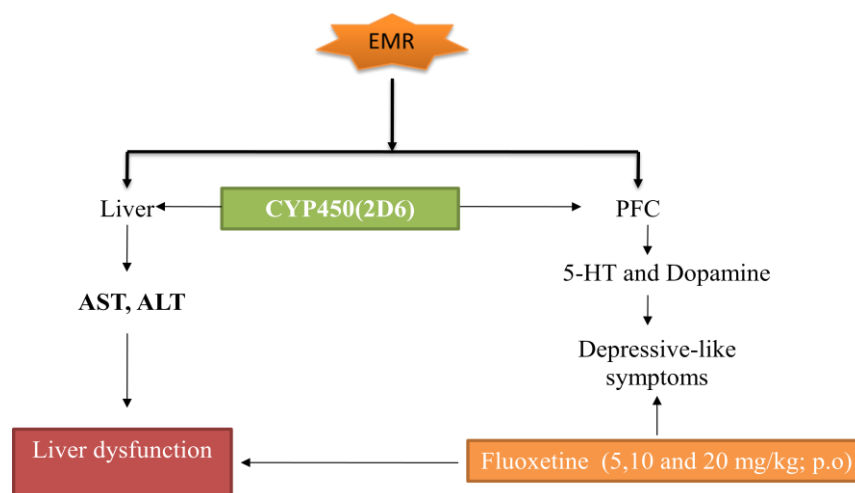 EMR
Liver
CYP450(2D6)
PFC
AST, ALT
5-HT and Dopamine
Depressive-like
symptoms
Liver dysfunction
Fluoxetine (5,10 and 20 mg/kg; p.o)